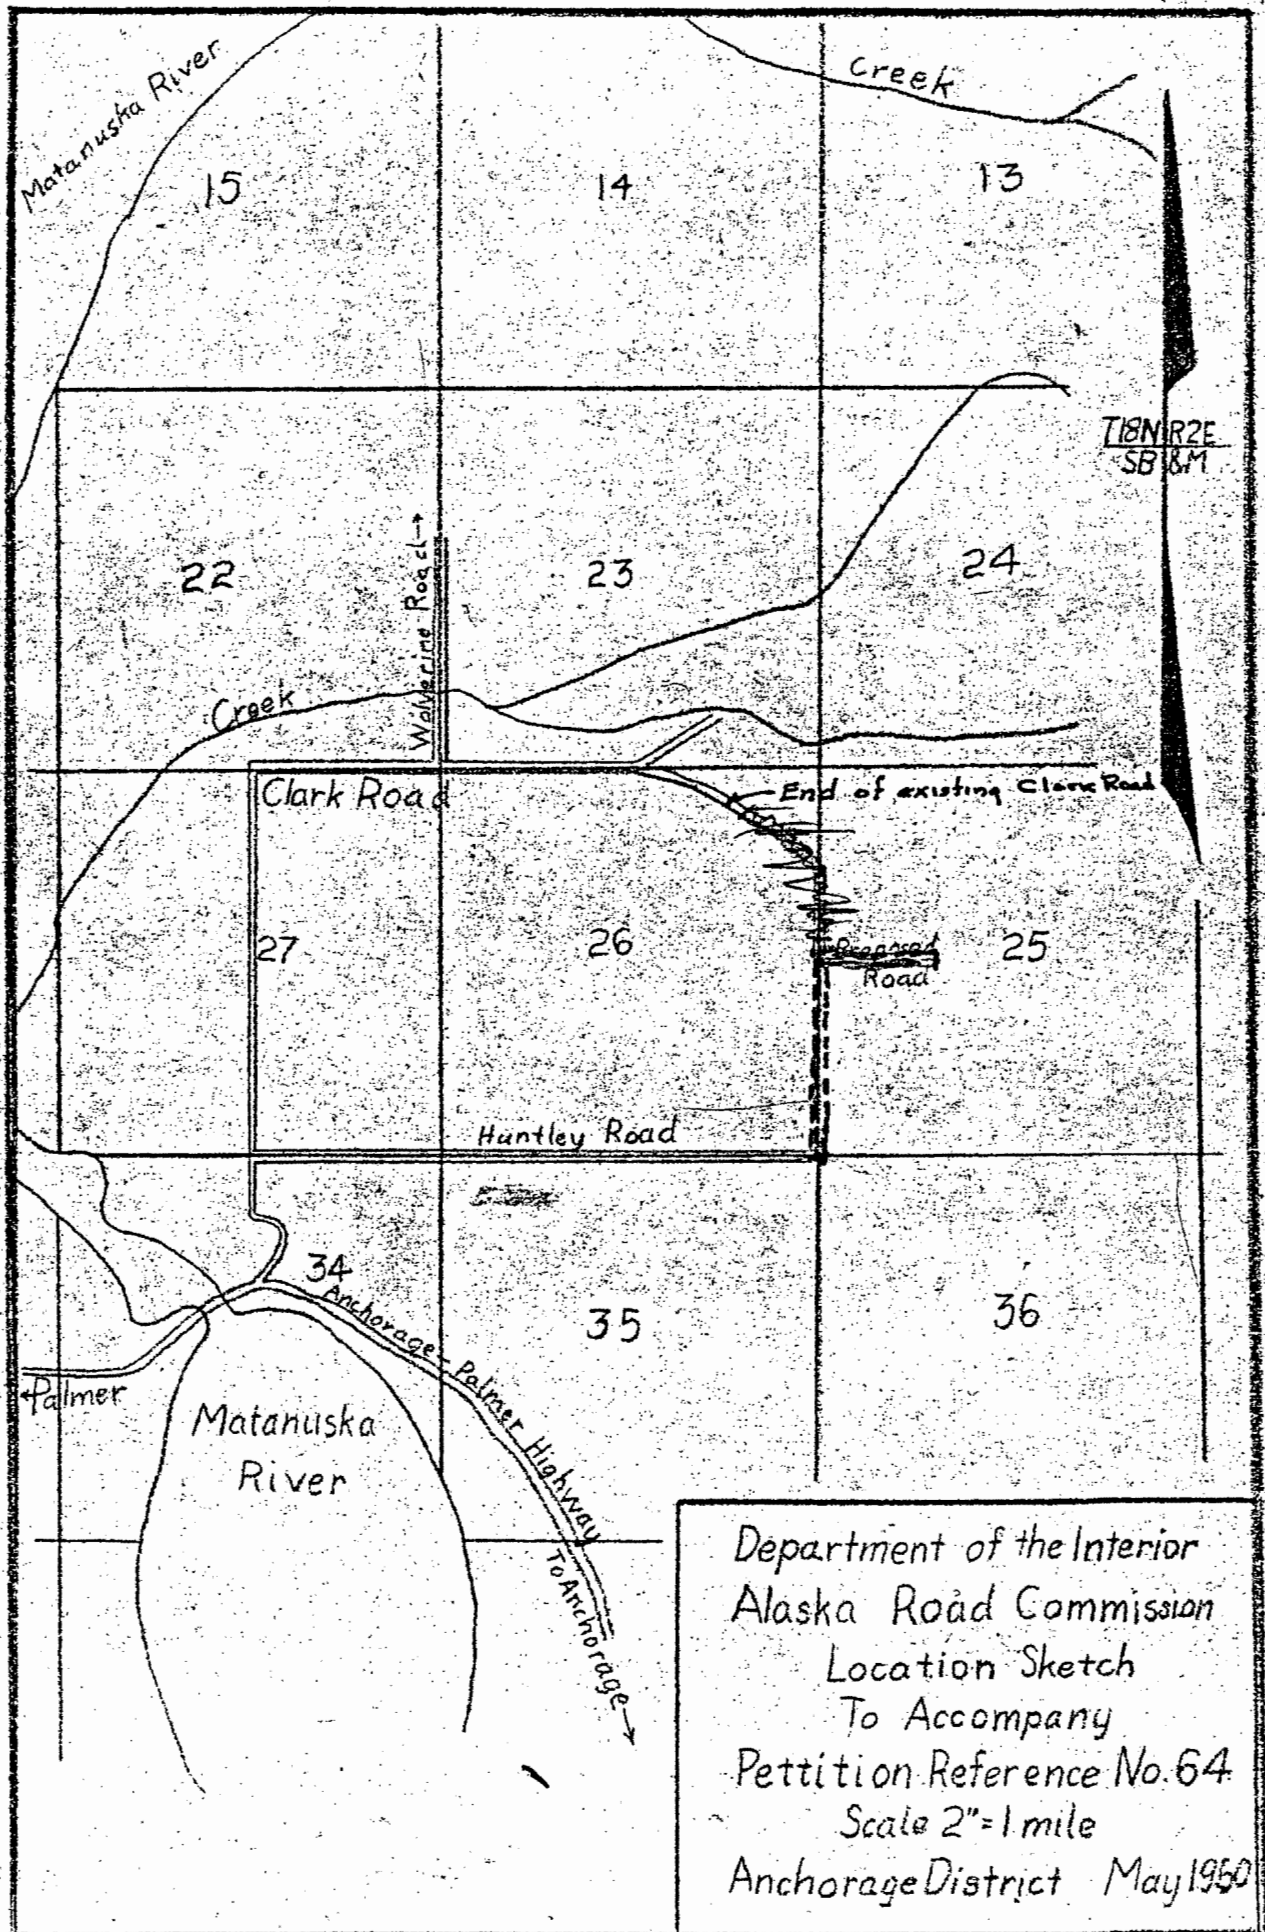 Matanuska River
Creek
15
14
13
T18N R2E
SB & M
22
Wolverine Road→
23
24
Creek
Clark Road
End of existing Clark Road
27
26
25
Proposed
Road
Huntley Road
34
Anchorage-Palmer Highway
35
36
Palmer
Matanuska
River
To Anchorage→
Department of the Interior
Alaska Road Commission
Location Sketch
To Accompany
Pettition Reference No. 64
Scale 2"=1 mile
Anchorage District May 1950